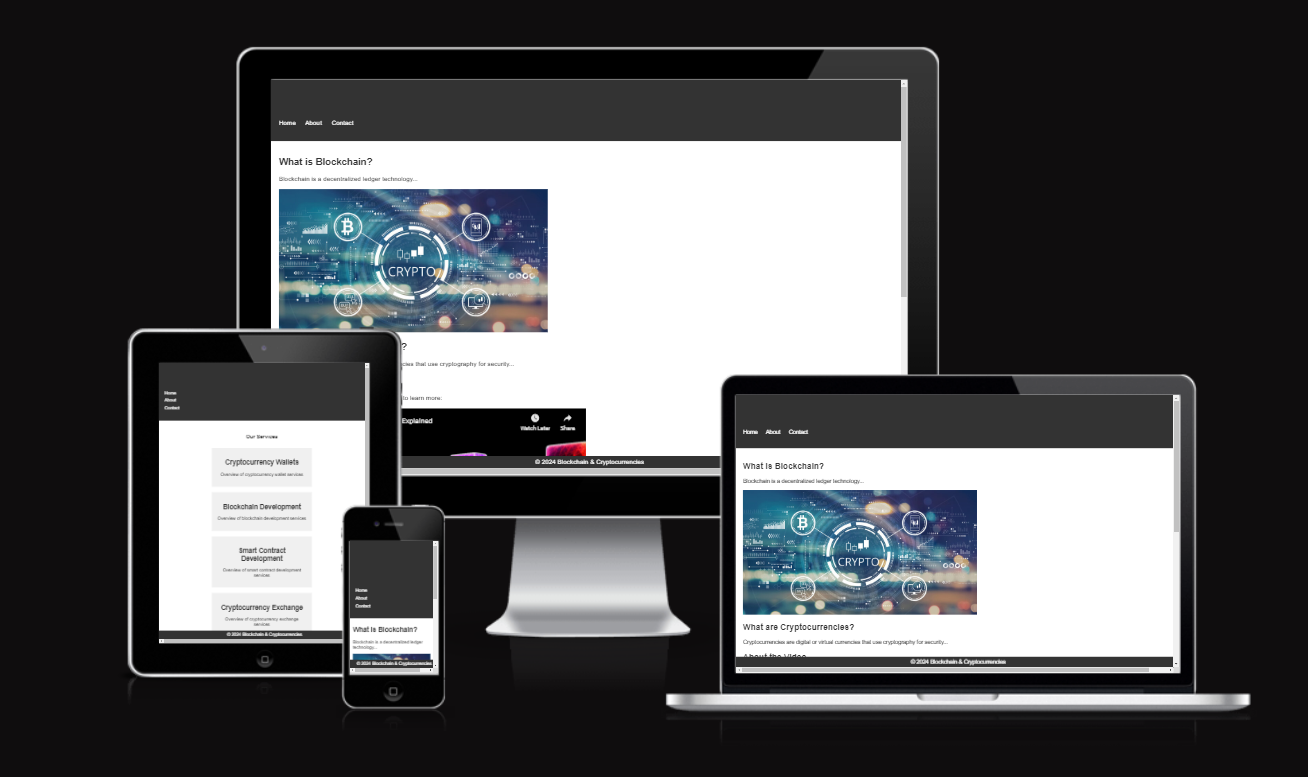 Home About Contact
What is Blockchain?
Blockchain is a decentralized ledger technology...
CRYPTO
?
cies that use cryptography for security...
to learn more:
Explained
Watch Later Share
© 2024 Blockchain & Cryptocurrencies
Home
About
Contact
Our Services
Cryptocurrency Wallets
Overview of cryptocurrency wallet services
Blockchain Development
Overview of blockchain development services
Smart Contract
Development
Overview of smart contract development
services
Cryptocurrency Exchange
Overview of cryptocurrency exchange
services
© 2024 Blockchain & Cryptocurrencies
Home
About
Contact
What is Blockchain?
Blockchain is a decentralized ledger
technology...
© 2024 Blockchain & Cryptocurrencies
Home About Contact
What is Blockchain?
Blockchain is a decentralized ledger technology...
CRYPTO
What are Cryptocurrencies?
Cryptocurrencies are digital or virtual currencies that use cryptography for security...
About the Video
© 2024 Blockchain & Cryptocurrencies